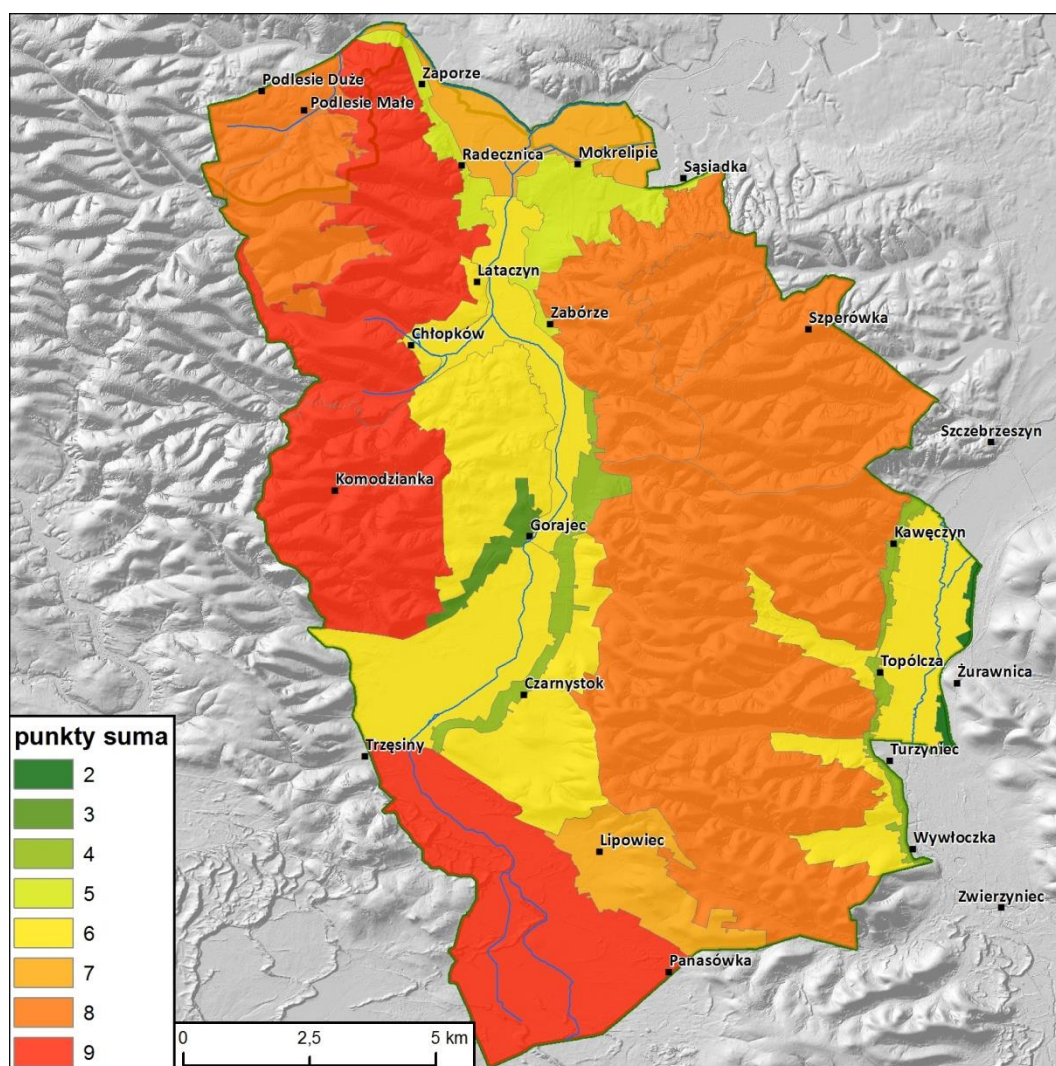 Podlesie Duże
Zaporze
Podlesie Małe
Radecznica
Mokrelipie
Sąsiadka
Lataczyn
Zabórze
Szperówka
Chłopków
Szczebrzeszyn
Komodzianka
Gorajec
Kawęczyn
Topólcza
Żurawnica
Czarnystok
Trzęsiny
Turzyniec
Lipowiec
Wywłoczka
Zwierzyniec
Panasówka
punkty suma
2
3
4
5
6
7
8
9
0 2,5 5 km